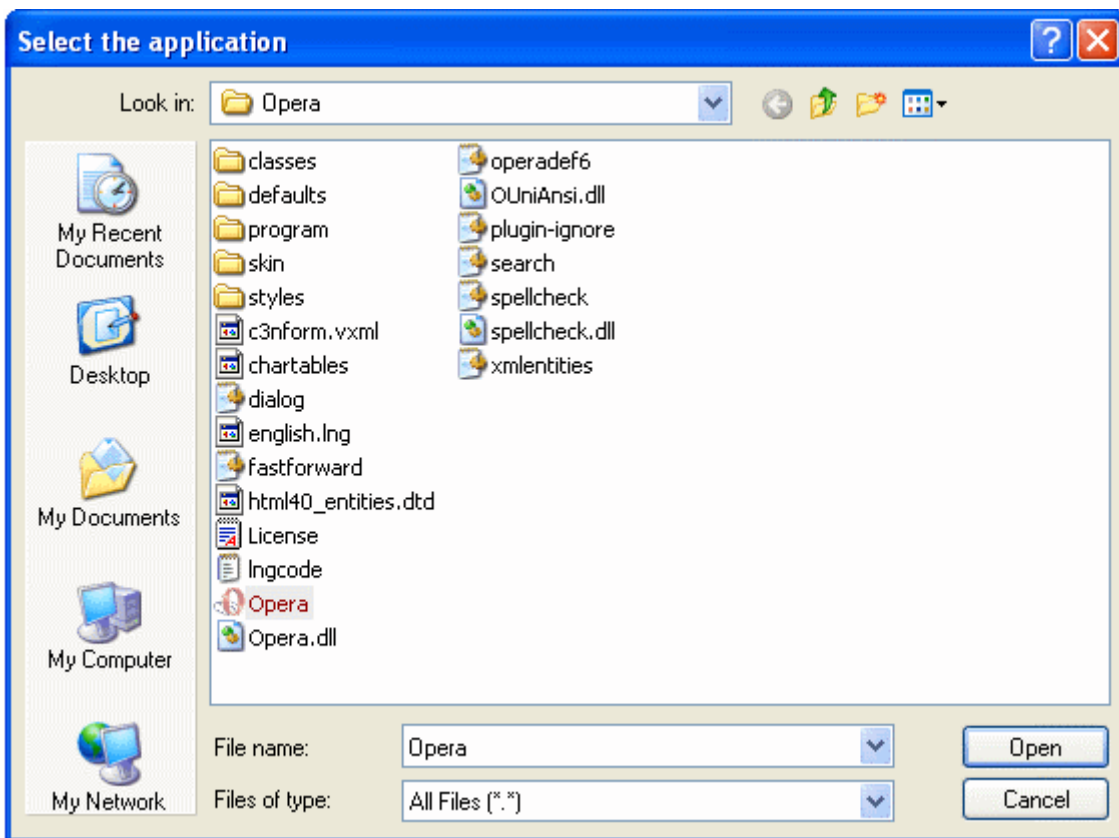 Select the application
Look in: Opera
My Recent
Documents
Desktop
My Documents
My Computer
My Network
classes
defaults
program
skin
styles
c3nform.vxml
chartables
dialog
english.lng
fastforward
html40_entities.dtd
License
lngcode
Opera
Opera.dll
operadef6
OUniAnsi.dll
plugin-ignore
search
spellcheck
spellcheck.dll
xmlentities
File name: Opera Open
Files of type: All Files (*.*) Cancel